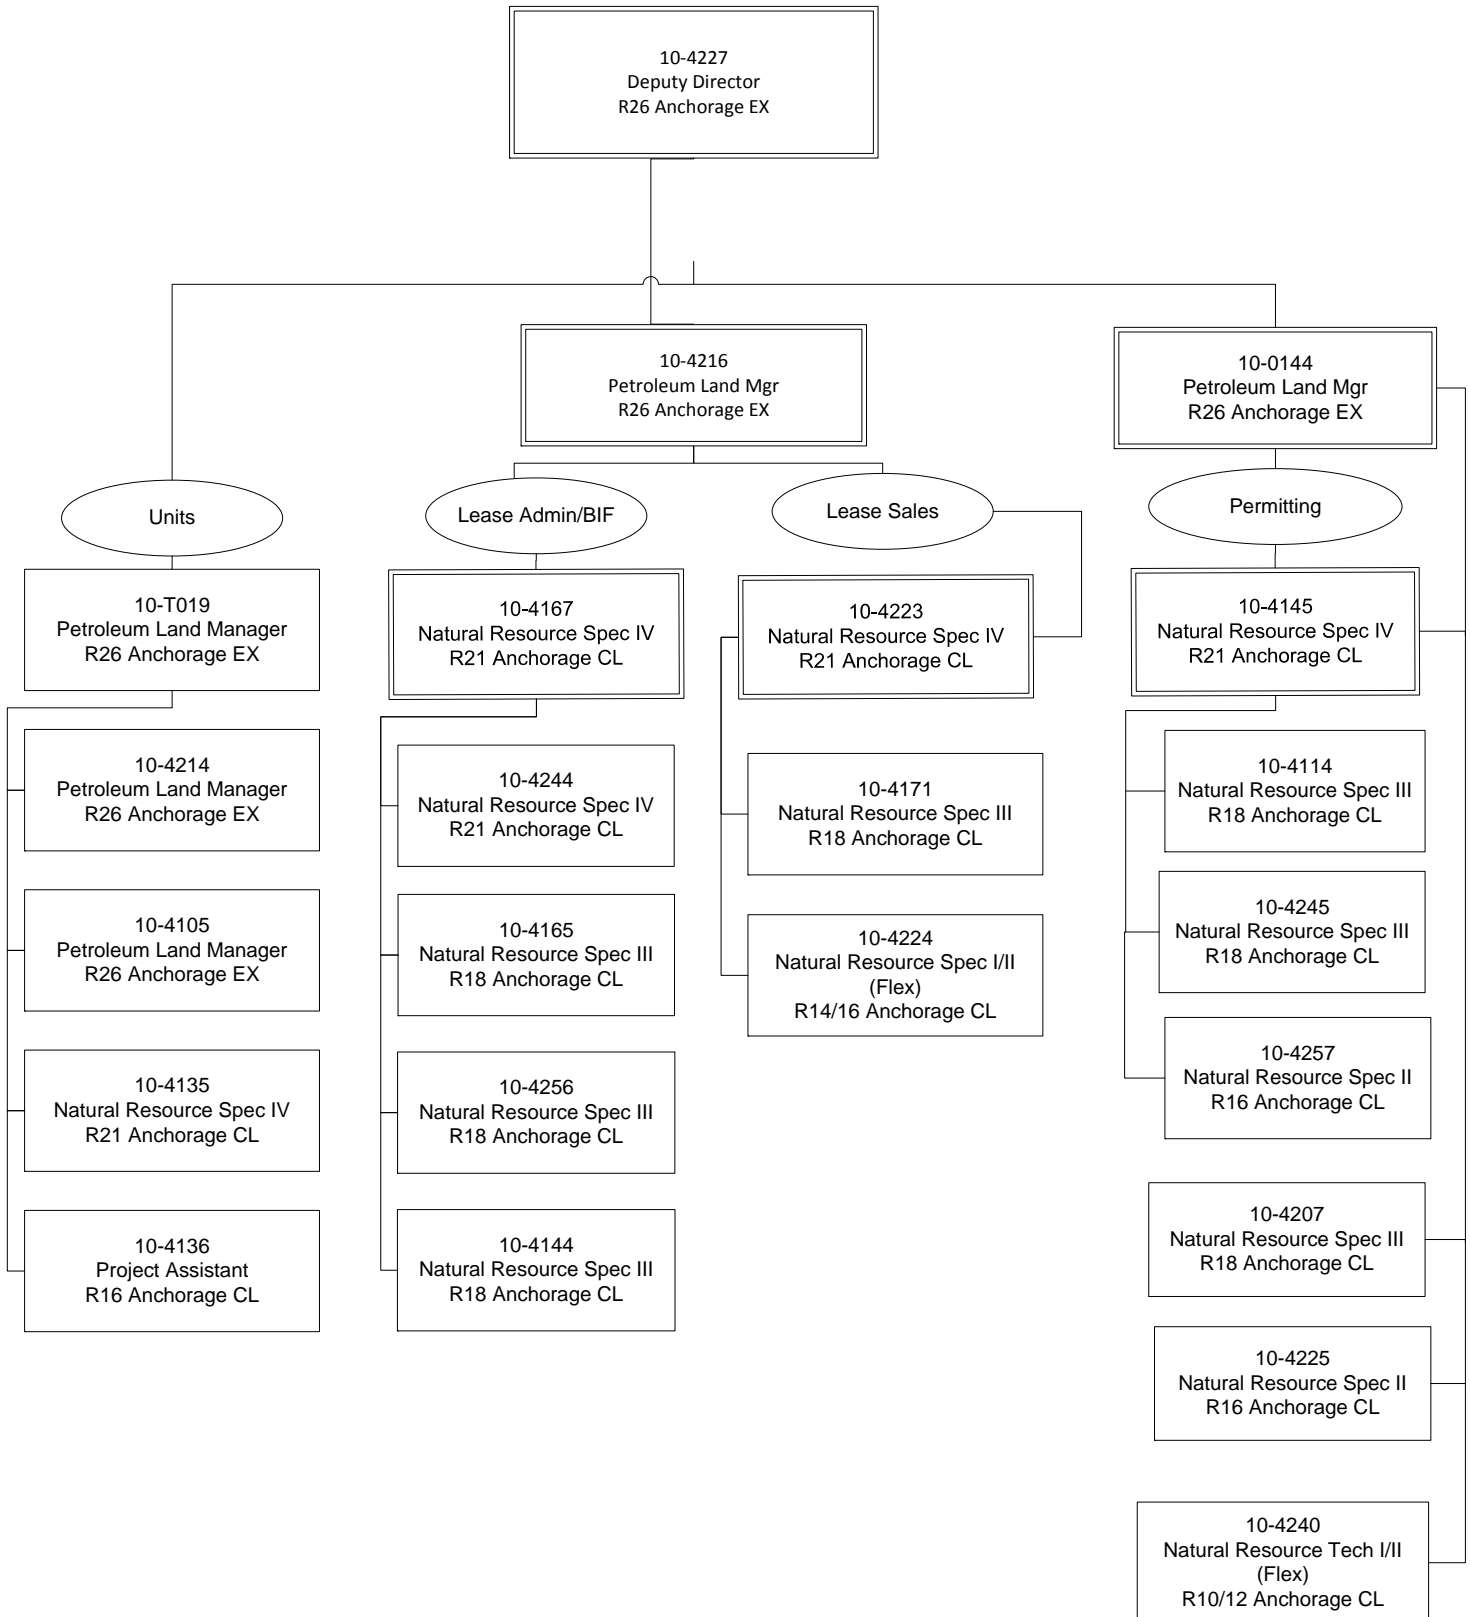 10-4227
Deputy Director
R26 Anchorage EX
10-4216
Petroleum Land Mgr
R26 Anchorage EX
10-0144
Petroleum Land Mgr
R26 Anchorage EX
Units
Lease Admin/BIF
Lease Sales
Permitting
10-T019
Petroleum Land Manager
R26 Anchorage EX
10-4214
Petroleum Land Manager
R26 Anchorage EX
10-4105
Petroleum Land Manager
R26 Anchorage EX
10-4135
Natural Resource Spec IV
R21 Anchorage CL
10-4136
Project Assistant
R16 Anchorage CL
10-4167
Natural Resource Spec IV
R21 Anchorage CL
10-4244
Natural Resource Spec IV
R21 Anchorage CL
10-4165
Natural Resource Spec III
R18 Anchorage CL
10-4256
Natural Resource Spec III
R18 Anchorage CL
10-4144
Natural Resource Spec III
R18 Anchorage CL
10-4223
Natural Resource Spec IV
R21 Anchorage CL
10-4171
Natural Resource Spec III
R18 Anchorage CL
10-4224
Natural Resource Spec I/II
(Flex)
R14/16 Anchorage CL
10-4145
Natural Resource Spec IV
R21 Anchorage CL
10-4114
Natural Resource Spec III
R18 Anchorage CL
10-4245
Natural Resource Spec III
R18 Anchorage CL
10-4257
Natural Resource Spec II
R16 Anchorage CL
10-4207
Natural Resource Spec III
R18 Anchorage CL
10-4225
Natural Resource Spec II
R16 Anchorage CL
10-4240
Natural Resource Tech I/II
(Flex)
R10/12 Anchorage CL